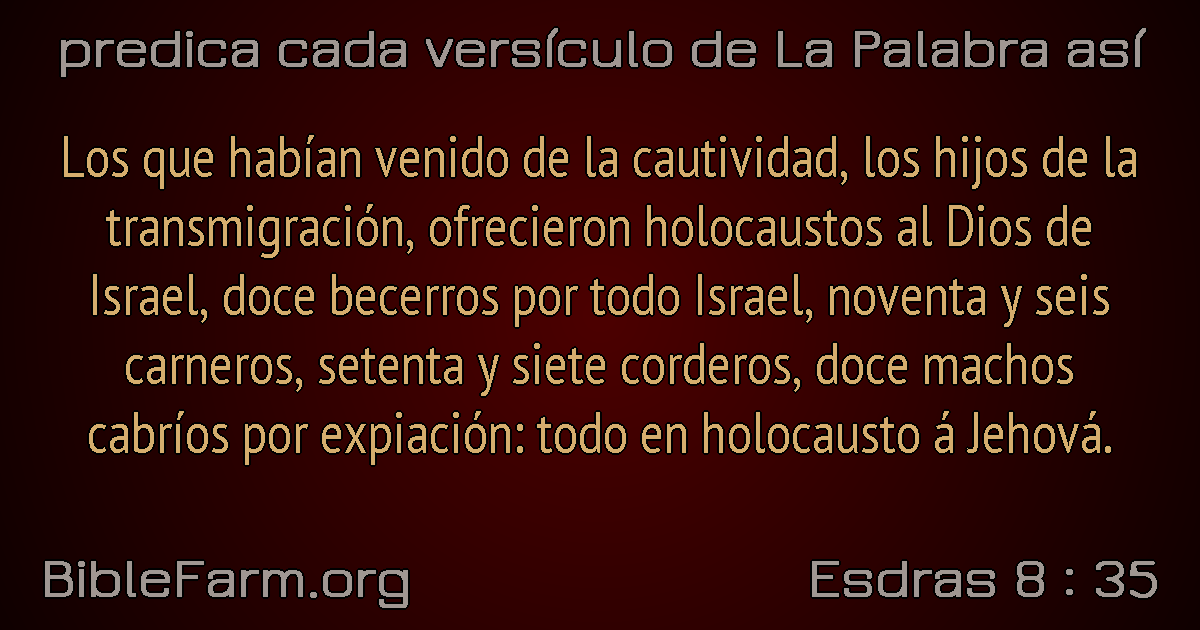 predica cada versículo de La Palabra así
Los que habían venido de la cautividad, los hijos de la
transmigración, ofrecieron holocaustos al Dios de
Israel, doce becerros por todo Israel, noventa y seis
carneros, setenta y siete corderos, doce machos
cabríos por expiación: todo en holocausto á Jehová.
BibleFarm.org
Esdras 8 : 35